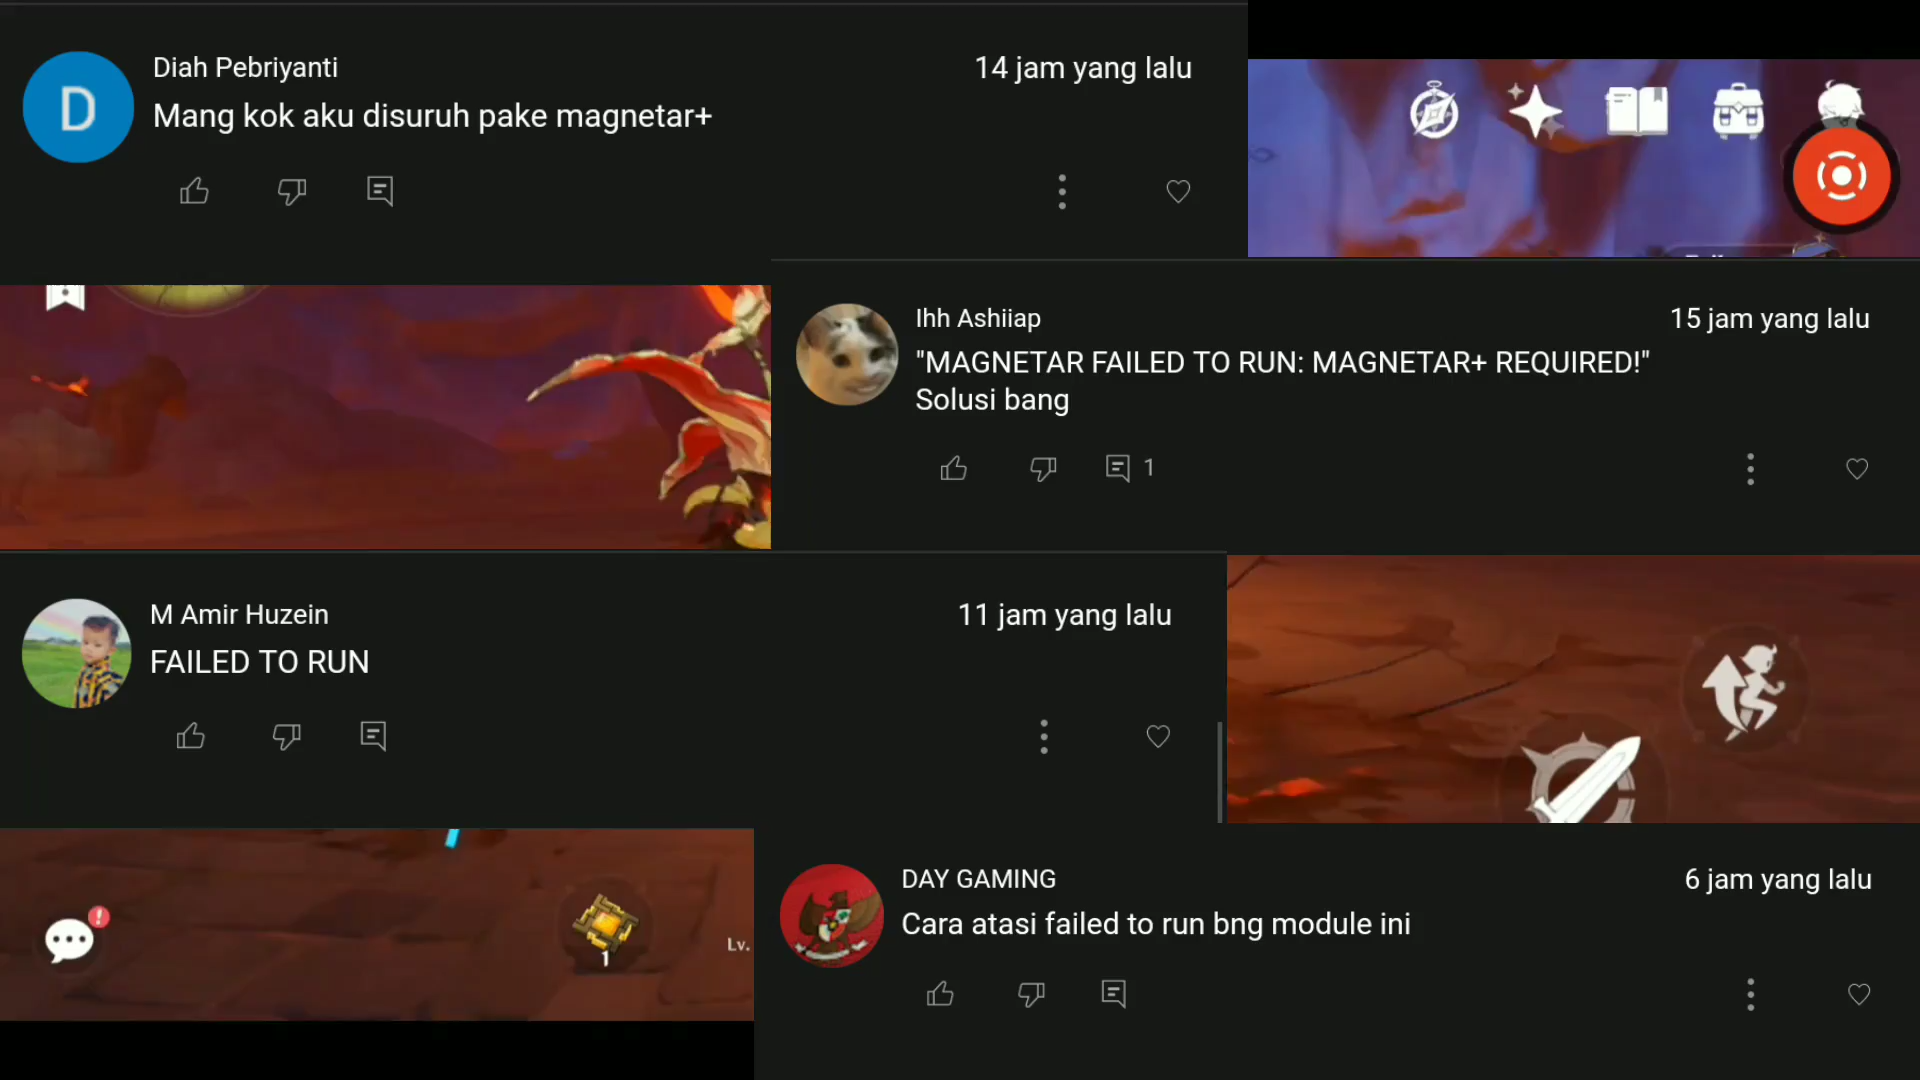 Diah Pebriyanti
14 jam yang lalu
Mang kok aku disuruh pake magnetar+
Ihh Ashiiap
15 jam yang lalu
"MAGNETAR FAILED TO RUN: MAGNETAR+ REQUIRED!"
Solusi bang
1
M Amir Huzein
11 jam yang lalu
FAILED TO RUN
1
Lv.
DAY GAMING
6 jam yang lalu
Cara atasi failed to run bng module ini